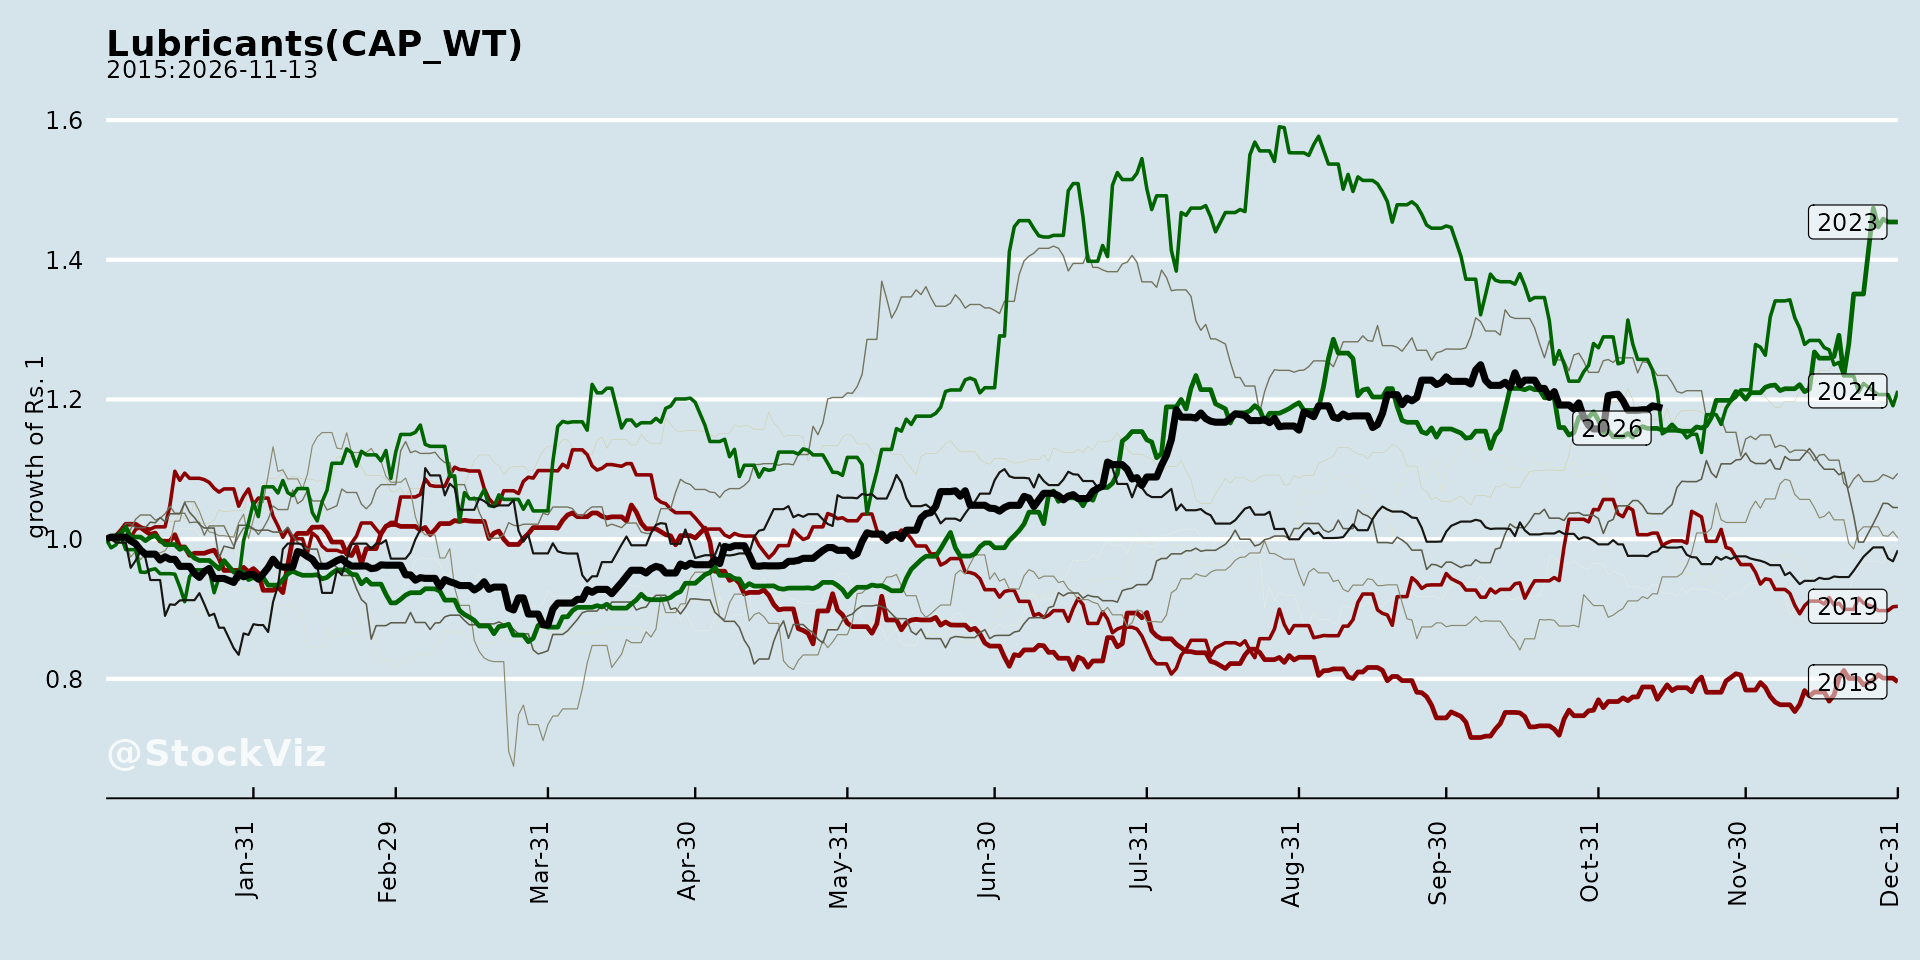 Lubricants(CAP_WT)
2015:2026-11-13
growth of Rs. 1
1.6
1.4
1.2
1.0
0.8
2023
2024
2026
2019
2018
@StockViz
Jan-31
Feb-29
Mar-31
Apr-30
May-31
Jun-30
Jul-31
Aug-31
Sep-30
Oct-31
Nov-30
Dec-31